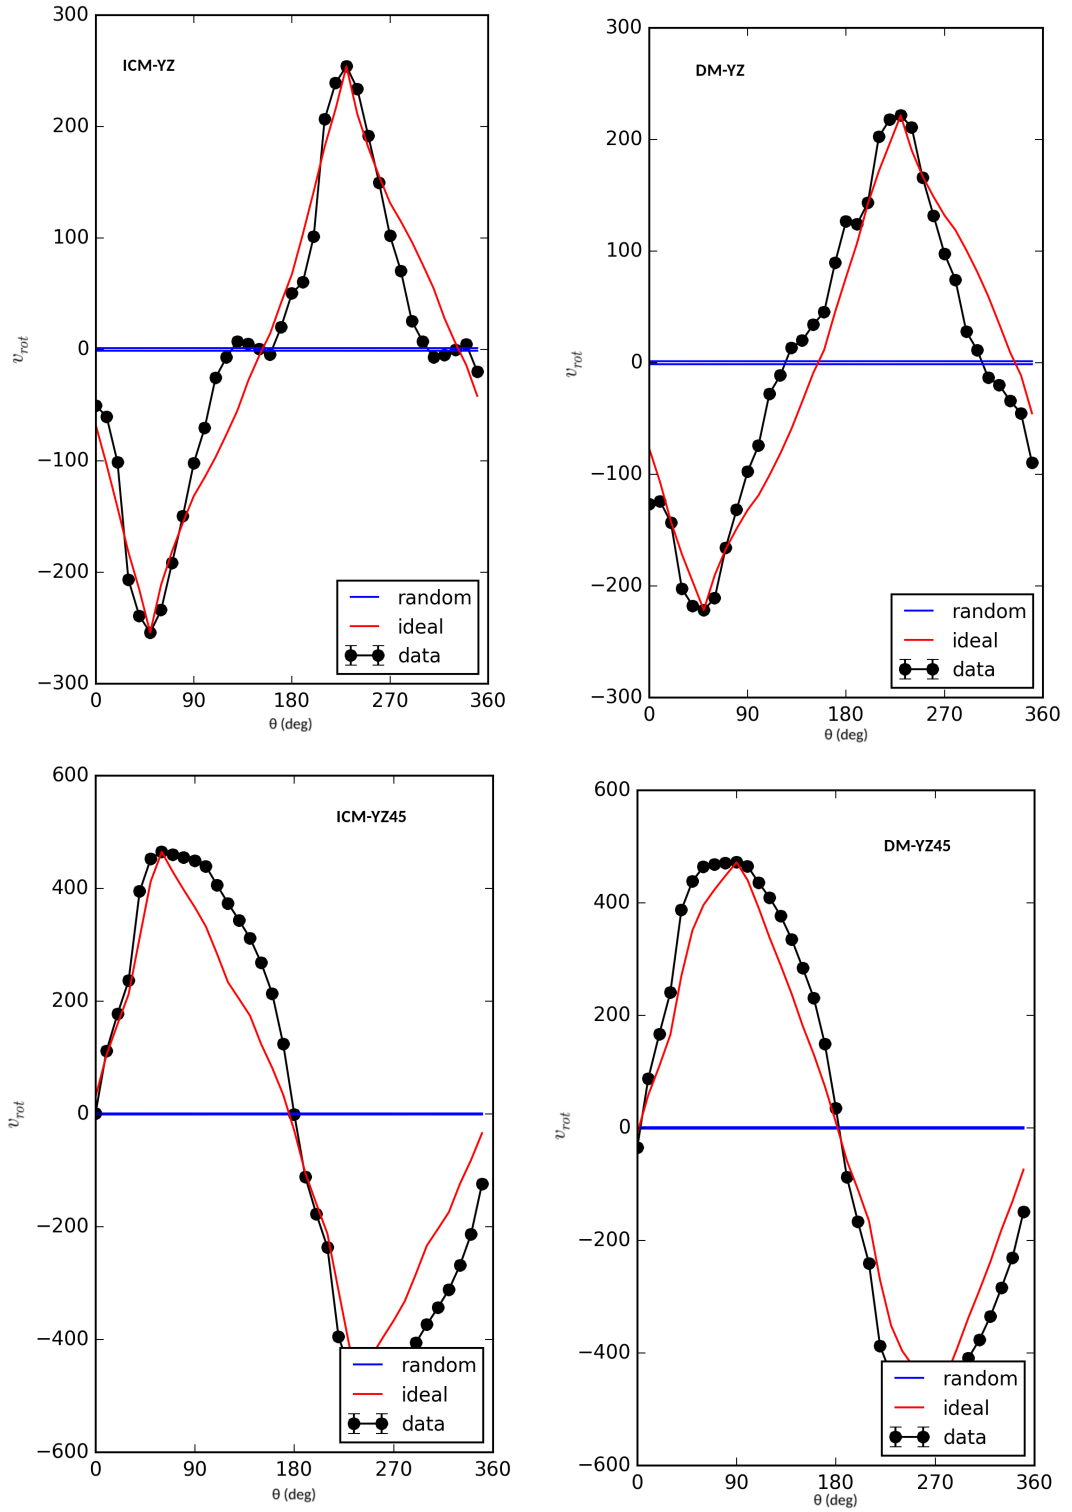 300
200
100
0
−100
−200
−300
v_rot
ICM-YZ
random
ideal
data
0 90 180 270 360
θ (deg)
300
200
100
0
−100
−200
−300
v_rot
DM-YZ
random
ideal
data
0 90 180 270 360
θ (deg)
600
400
200
0
−200
−400
−600
v_rot
ICM-YZ45
random
ideal
data
0 90 180 270 360
θ (deg)
600
400
200
0
−200
−400
−600
v_rot
DM-YZ45
random
ideal
data
0 90 180 270 360
θ (deg)